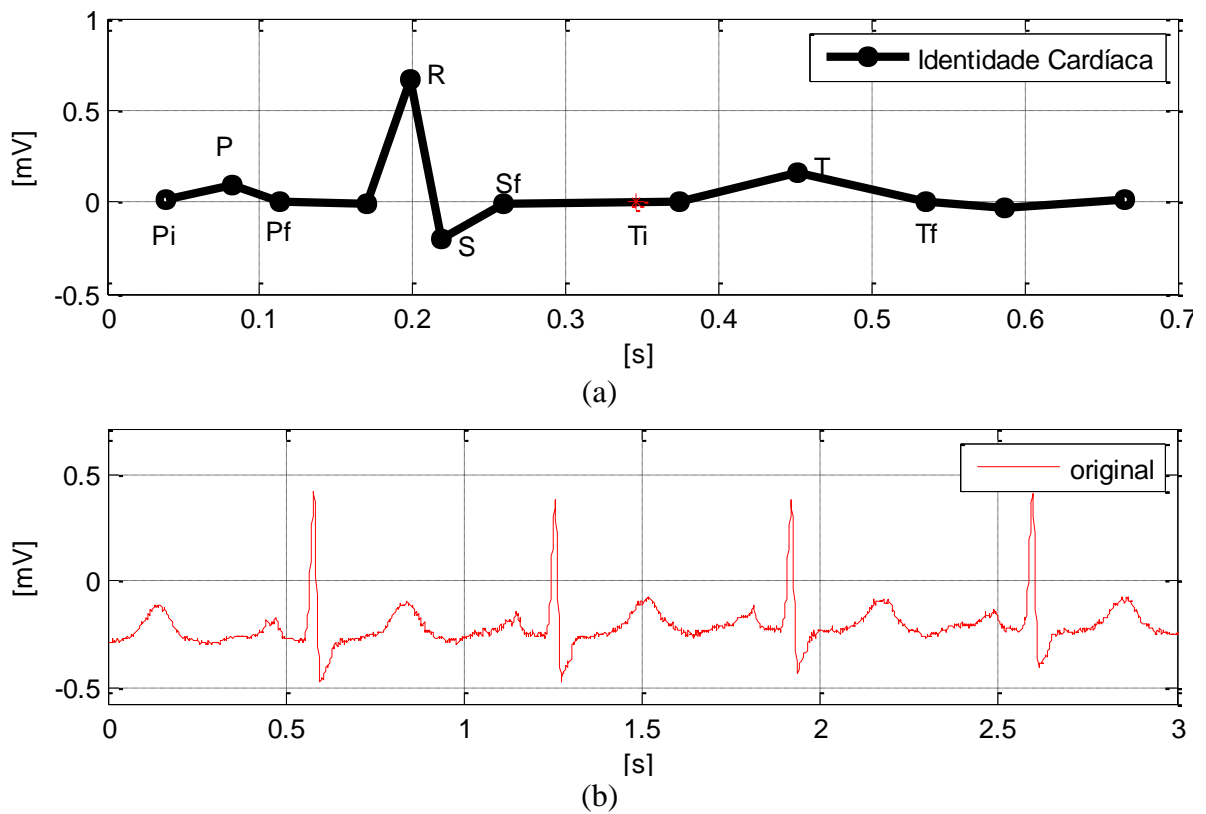 1
Identidade Cardíaca
R
0.5
[mV]
P
Sf
T
0
Pi
Pf
S
Ti
Tf
-0.5
0
0.1
0.2
0.3
0.4
0.5
0.6
0.7
[s]
(a)
original
0.5
[mV]
0
-0.5
0
0.5
1
1.5
2
2.5
3
[s]
(b)